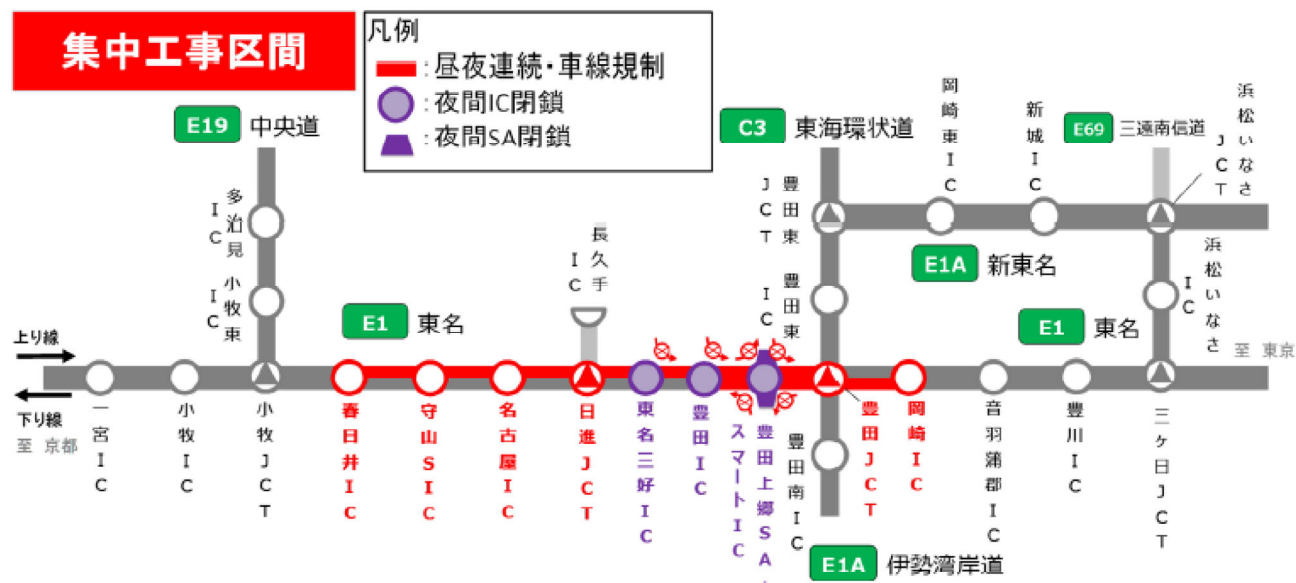 集中工事区間
凡例
：昼夜連続・車線規制
：夜間IC閉鎖
：夜間SA閉鎖
E19 中央道
C3 東海環状道
岡崎東IC
新城IC
E69 三遠南信道
浜松いなさJCT
多治見IC
豊田東JCT
長久手IC
E1A 新東名
浜松いなさIC
小牧東IC
豊田東IC
E1 東名
E1 東名
上り線
至 東京
下り線
至 京都
一宮IC
小牧IC
小牧JCT
春日井IC
守山SIC
名古屋IC
日進JCT
東名三好IC
豊田IC
豊田上郷SA・
スマートIC
豊田南IC
豊田JCT
岡崎IC
音羽蒲郡IC
豊川IC
三ケ日JCT
E1A 伊勢湾岸道